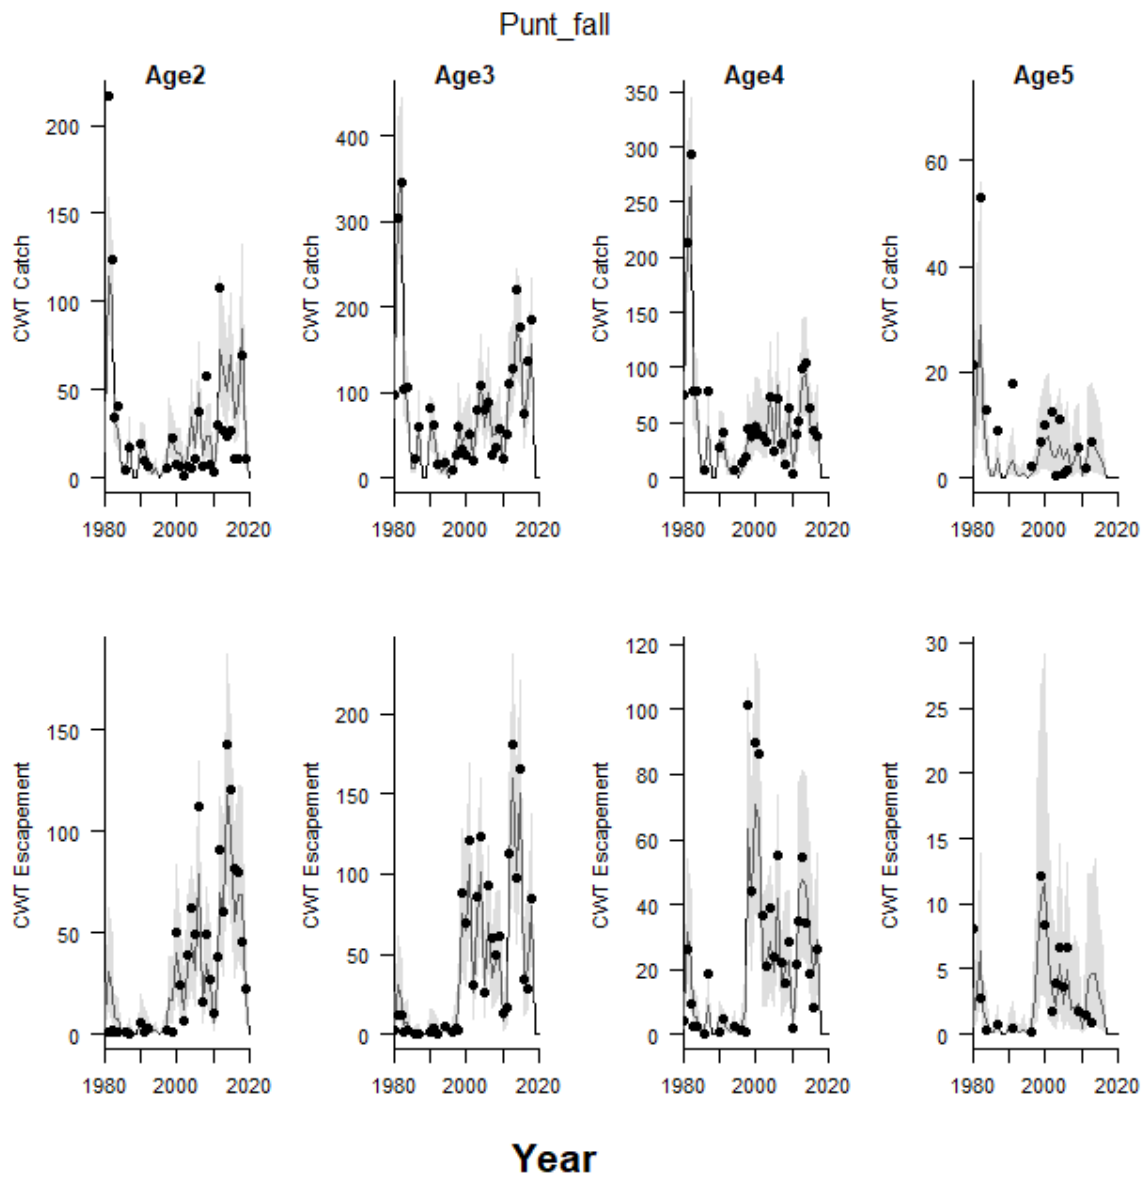 Punt_fall
Age2 Age3 Age4 Age5
CWT Catch CWT Catch CWT Catch CWT Catch
200 150 100 50 0
400 300 200 100 0
350 300 250 200 150 100 50 0
60 40 20 0
1980 2000 2020 1980 2000 2020 1980 2000 2020 1980 2000 2020
CWT Escapement CWT Escapement CWT Escapement CWT Escapement
150 100 50 0
200 150 100 50 0
120 100 80 60 40 20 0
30 25 20 15 10 5 0
1980 2000 2020 1980 2000 2020 1980 2000 2020 1980 2000 2020
Year